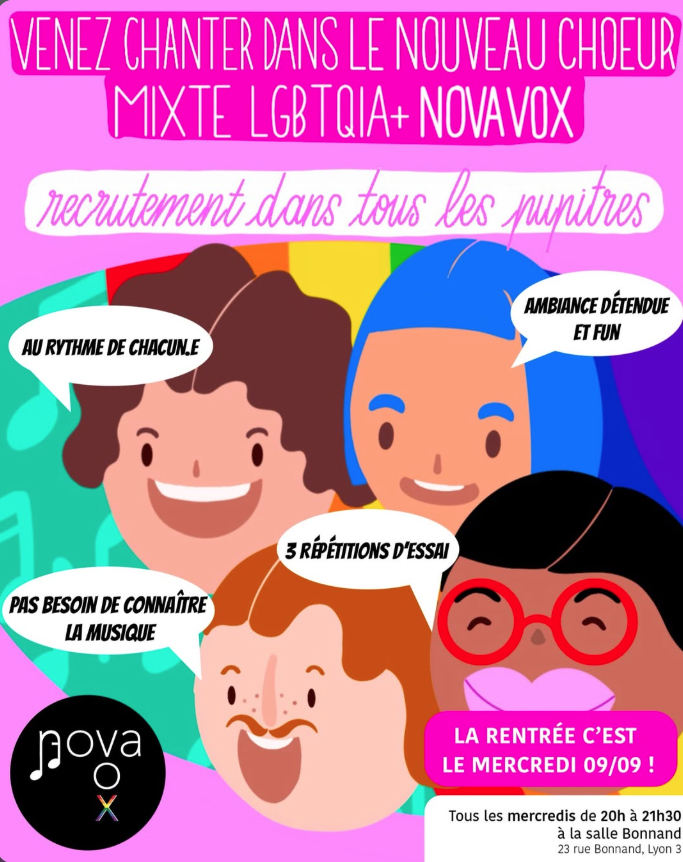 VENEZ CHANTER DANS LE NOUVEAU CHOEUR
MIXTE LGBTQIA+ NOVAVOX
recrutement dans tous les pupitres
AMBIANCE DÉTENDUE
ET FUN
AU RYTHME DE CHACUN.E
3 RÉPÉTITIONS D'ESSAI
PAS BESOIN DE CONNAÎTRE
LA MUSIQUE
nova
o
x
LA RENTRÉE C'EST
LE MERCREDI 09/09 !
Tous les mercredis de 20h à 21h30
à la salle Bonnand
23 rue Bonnand, Lyon 3